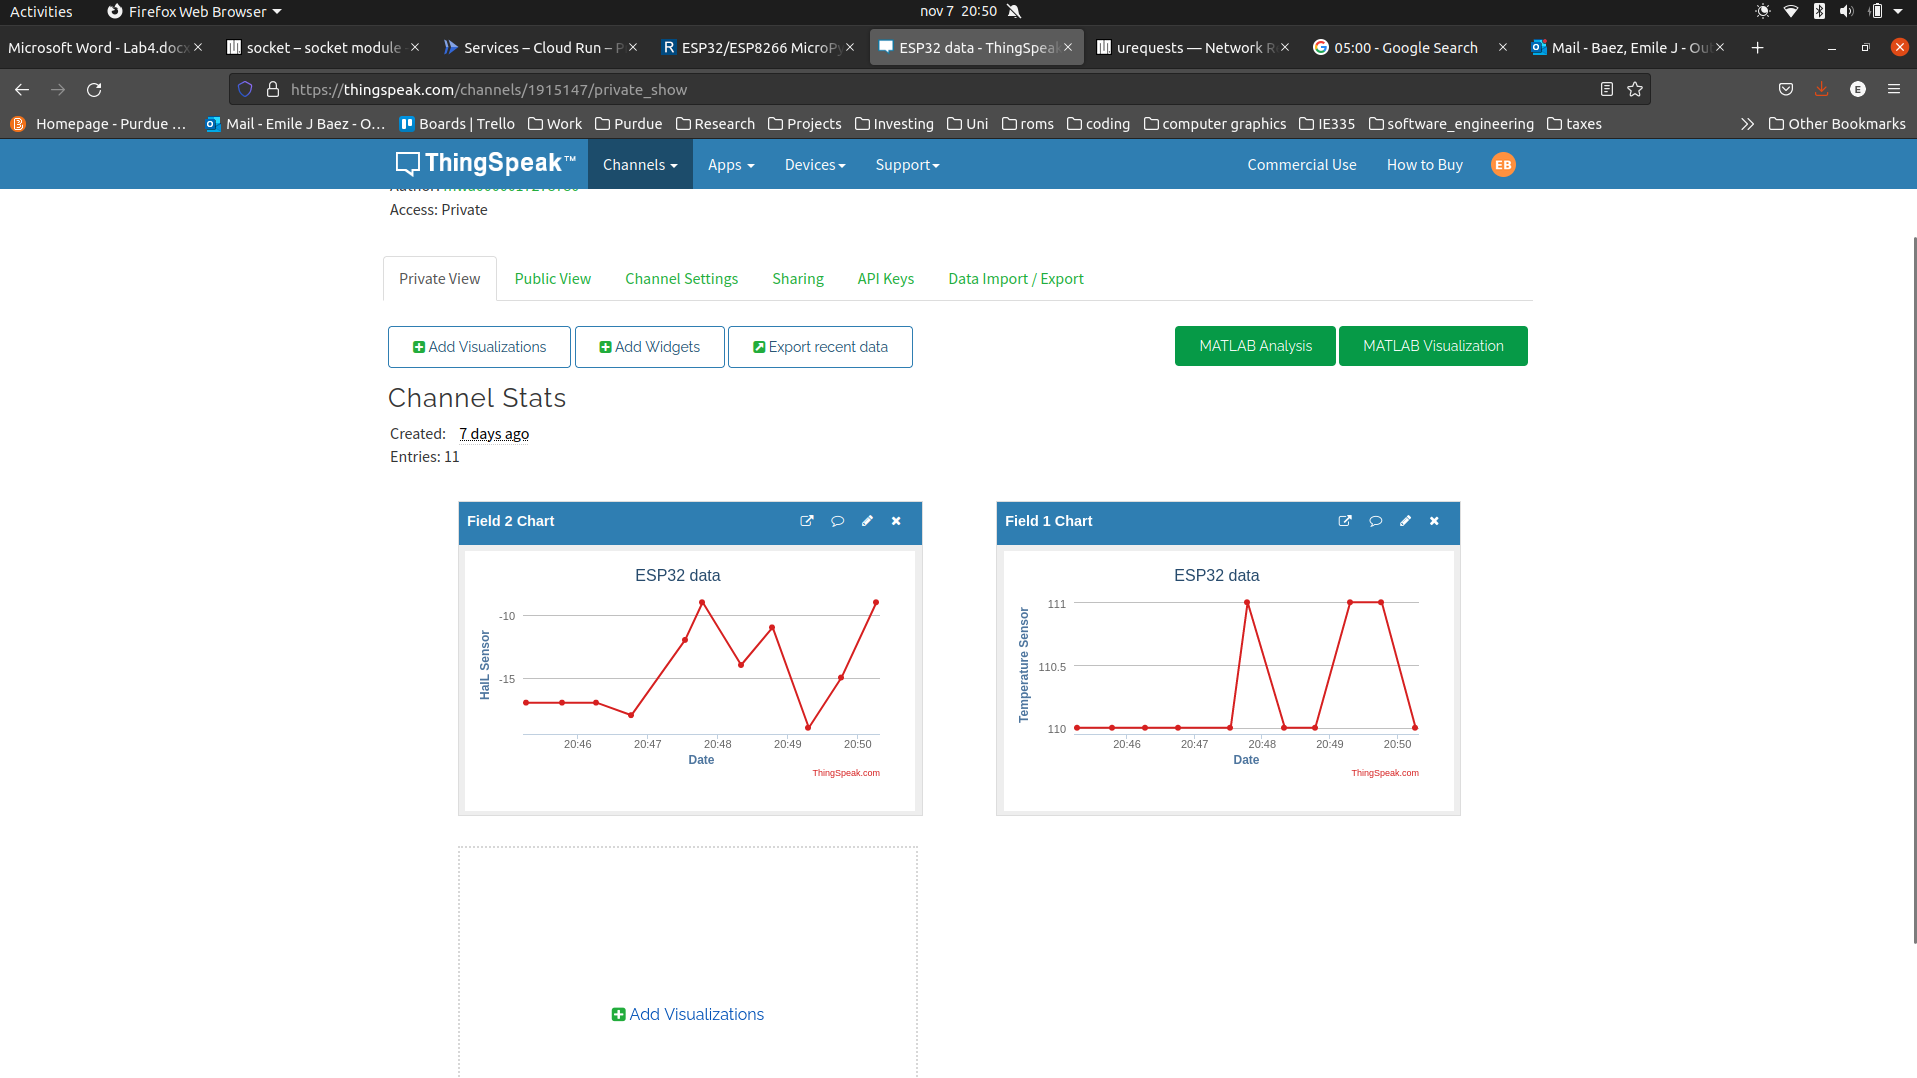 Activities Firefox Web Browser nov 7 20:50
Microsoft Word - Lab4.docx socket – socket module Services – Cloud Run – P ESP32/ESP8266 MicroPy ESP32 data - ThingSpeak urequests — Network R 05:00 - Google Search Mail - Baez, Emile J - Ou
https://thingspeak.com/channels/1915147/private_show E
Homepage - Purdue ... Mail - Emile J Baez - O... Boards | Trello Work Purdue Research Projects Investing Uni roms coding computer graphics IE335 software_engineering taxes Other Bookmarks
ThingSpeak™ Channels Apps Devices Support Commercial Use How to Buy EB
Access: Private
Private View Public View Channel Settings Sharing API Keys Data Import / Export
Add Visualizations Add Widgets Export recent data MATLAB Analysis MATLAB Visualization
Channel Stats
Created: 7 days ago
Entries: 11
Field 2 Chart
ESP32 data
HalL Sensor
-10
-15
20:46 20:47 20:48 20:49 20:50
Date
ThingSpeak.com
Field 1 Chart
ESP32 data
Temperature Sensor
111
110.5
110
20:46 20:47 20:48 20:49 20:50
Date
ThingSpeak.com
Add Visualizations